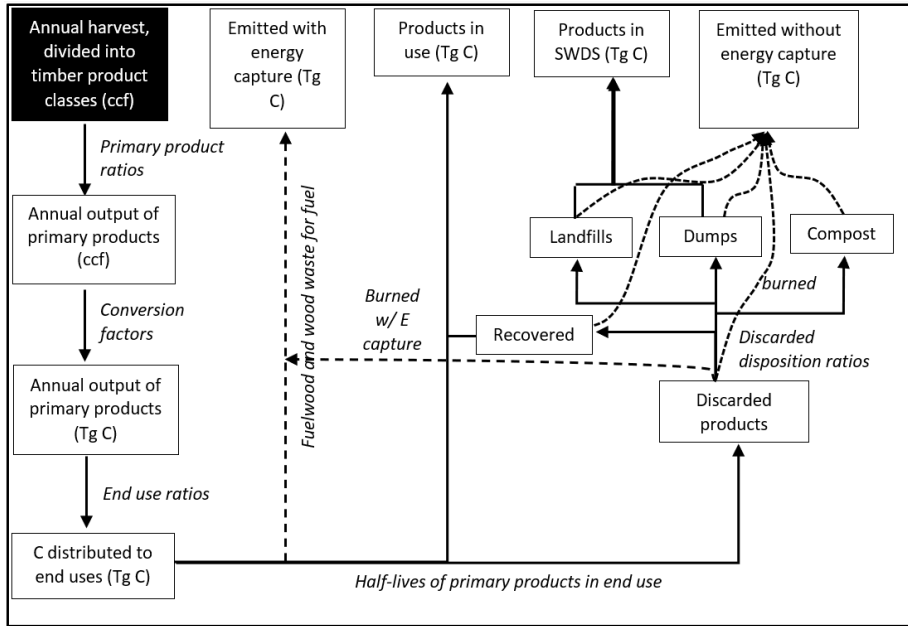 Annual harvest,
divided into
timber product
classes (ccf)
Emitted with
energy
capture (Tg
C)
Products in
use (Tg C)
Products in
SWDS (Tg C)
Emitted without
energy capture
(Tg C)
Primary product
ratios
Annual output of
primary products
(ccf)
Landfills
Dumps
Compost
Fuelwood and wood waste for fuel
Conversion
factors
Burned
w/ E
capture
Recovered
burned
Discarded
disposition ratios
Annual output of
primary products
(Tg C)
Discarded
products
End use ratios
C distributed to
end uses (Tg C)
Half-lives of primary products in end use